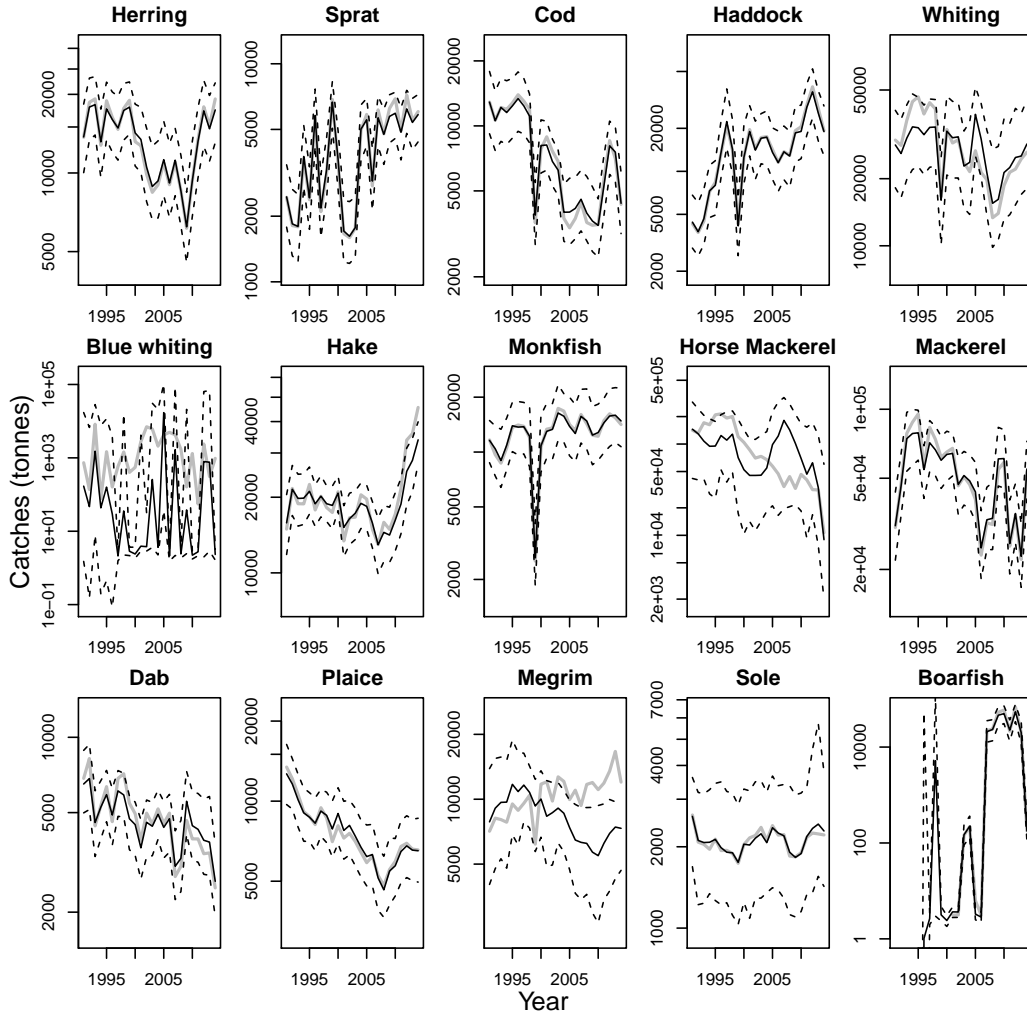 Herring Sprat Cod Haddock Whiting
5000 10000 20000
1000 2000 5000 10000
2000 5000 10000 20000
2000 5000 20000
10000 20000 50000
1995 2005 1995 2005 1995 2005 1995 2005 1995 2005
Blue whiting Hake Monkfish Horse Mackerel Mackerel
Catches (tonnes)
1e−01 1e+01 1e+03 1e+05
10000 20000 40000
2000 5000 20000
2e+03 1e+04 5e+04 5e+05
2e+04 5e+04 1e+05
1995 2005 1995 2005 1995 2005 1995 2005 1995 2005
Dab Plaice Megrim Sole Boarfish
2000 5000 10000
5000 10000 20000
5000 10000 20000
1000 2000 4000 7000
1 100 10000
1995 2005 1995 2005 1995 2005 1995 2005 1995 2005
Year